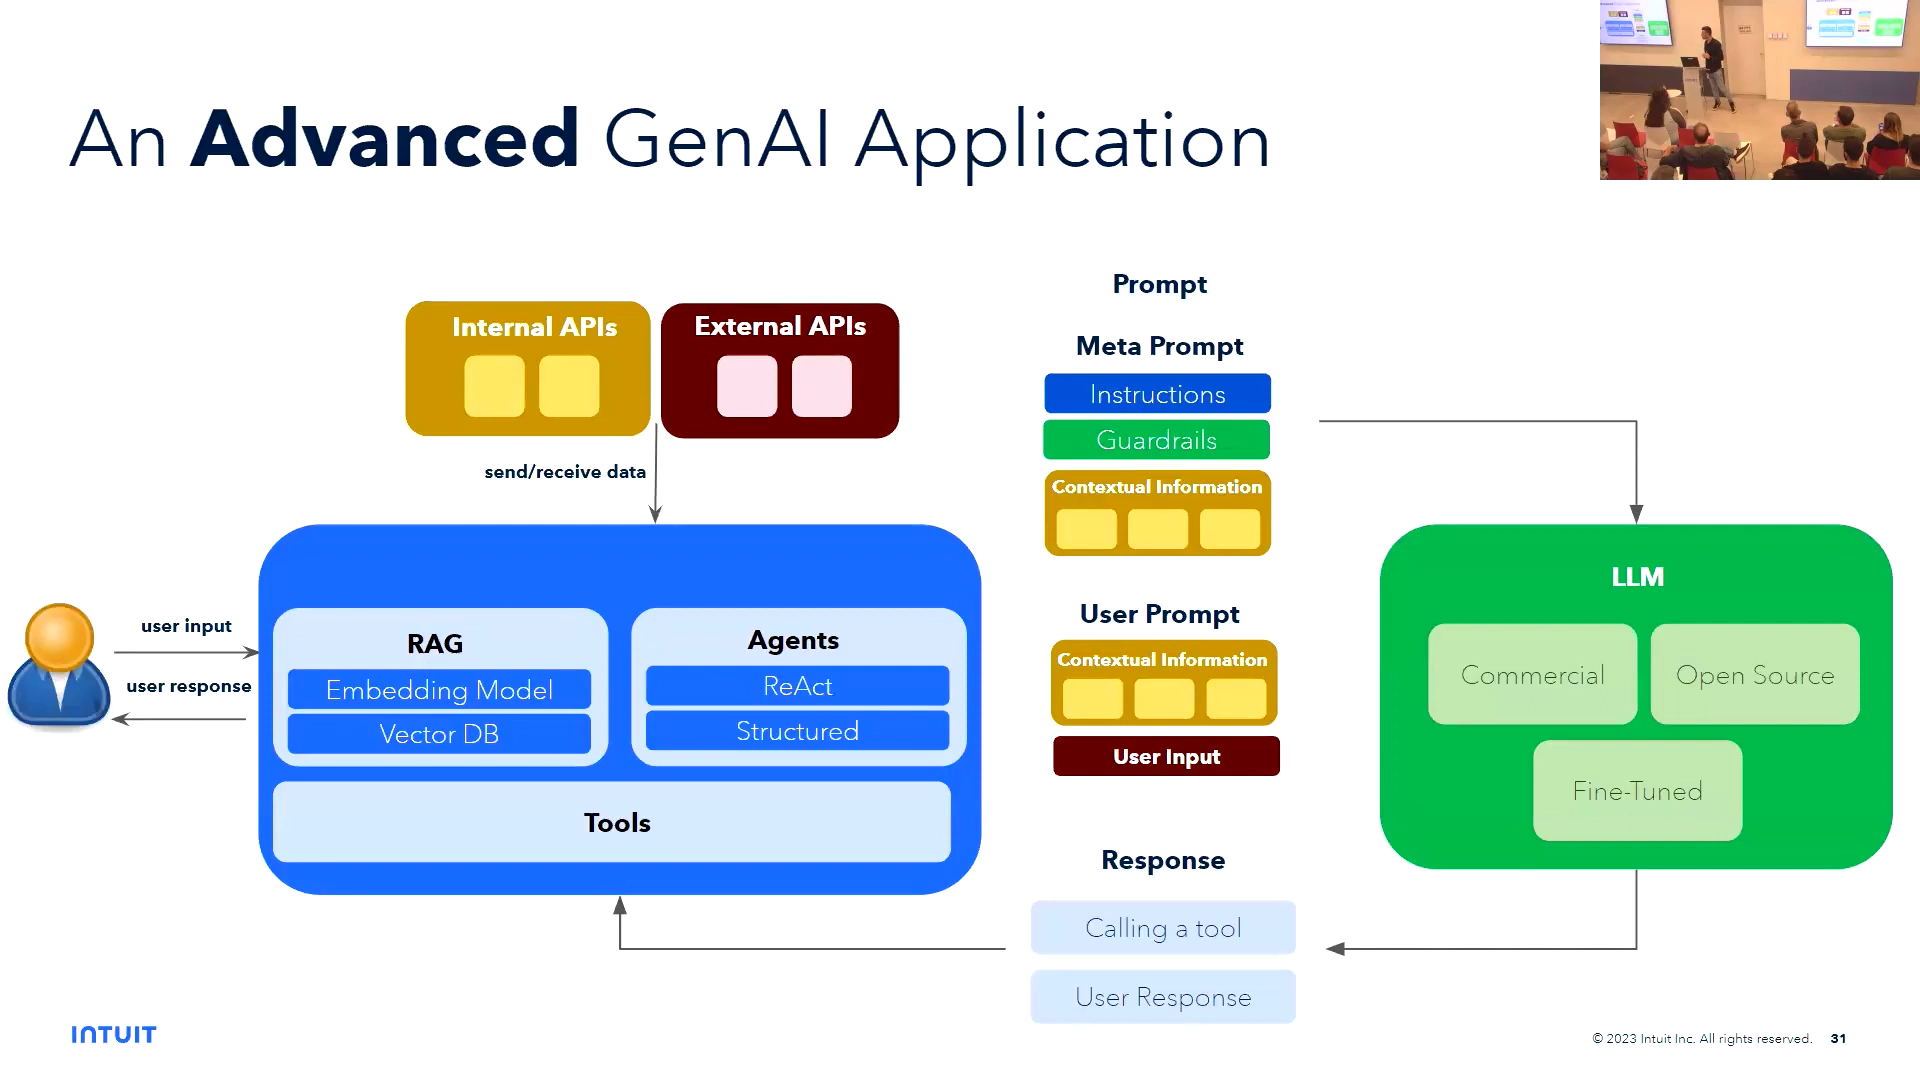 An Advanced GenAI Application
Internal APIs
External APIs
send/receive data
user input
user response
RAG
Embedding Model
Vector DB
Agents
ReAct
Structured
Tools
Prompt
Meta Prompt
Instructions
Guardrails
Contextual Information
User Prompt
Contextual Information
User Input
Response
Calling a tool
User Response
LLM
Commercial
Open Source
Fine-Tuned
INTUIT
© 2023 Intuit Inc. All rights reserved. 31